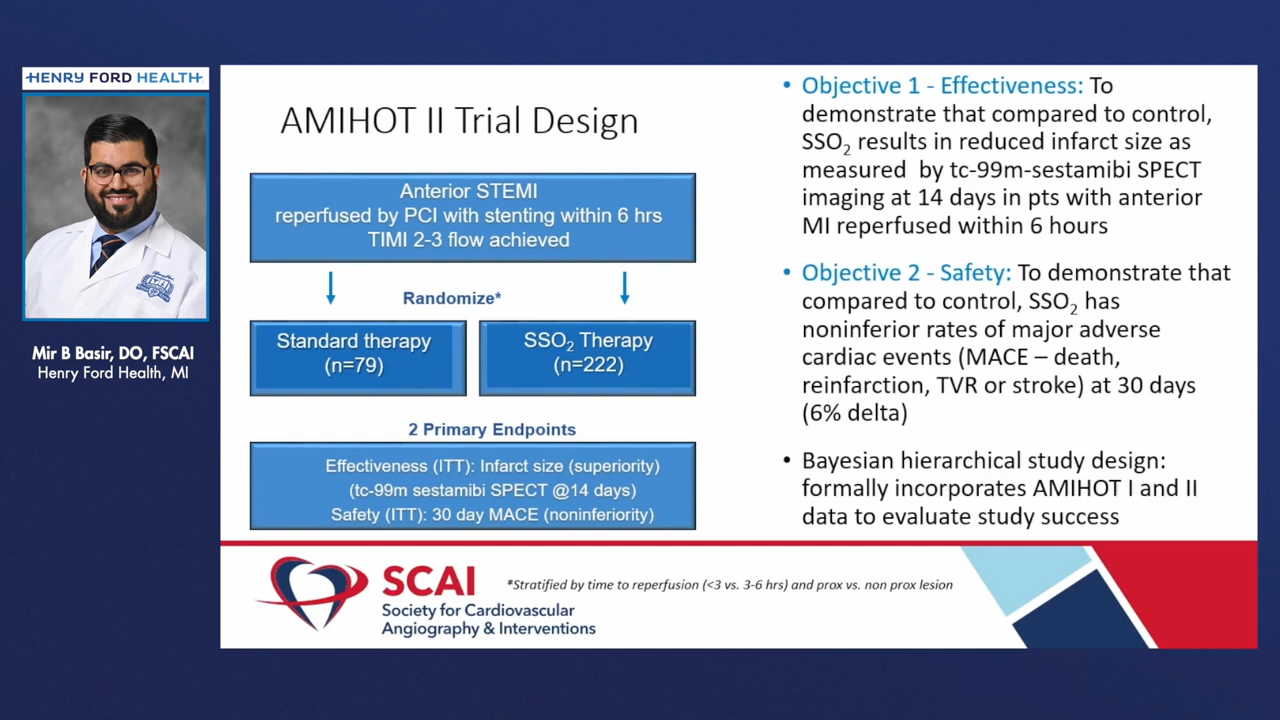 HENRY FORD HEALTH
Mir B Basir, DO, FSCAI
Henry Ford Health, MI
AMIHOT II Trial Design
Anterior STEMI
reperfused by PCI with stenting within 6 hrs
TIMI 2-3 flow achieved
Randomize*
Standard therapy
(n=79)
SSO₂ Therapy
(n=222)
2 Primary Endpoints
Effectiveness (ITT): Infarct size (superiority)
(tc-99m sestamibi SPECT @14 days)
Safety (ITT): 30 day MACE (noninferiority)
• Objective 1 - Effectiveness: To
demonstrate that compared to control,
SSO₂ results in reduced infarct size as
measured by tc-99m-sestamibi SPECT
imaging at 14 days in pts with anterior
MI reperfused within 6 hours
• Objective 2 - Safety: To demonstrate that
compared to control, SSO₂ has
noninferior rates of major adverse
cardiac events (MACE – death,
reinfarction, TVR or stroke) at 30 days
(6% delta)
• Bayesian hierarchical study design:
formally incorporates AMIHOT I and II
data to evaluate study success
SCAI
Society for Cardiovascular
Angiography & Interventions
*Stratified by time to reperfusion (<3 vs. 3-6 hrs) and prox vs. non prox lesion